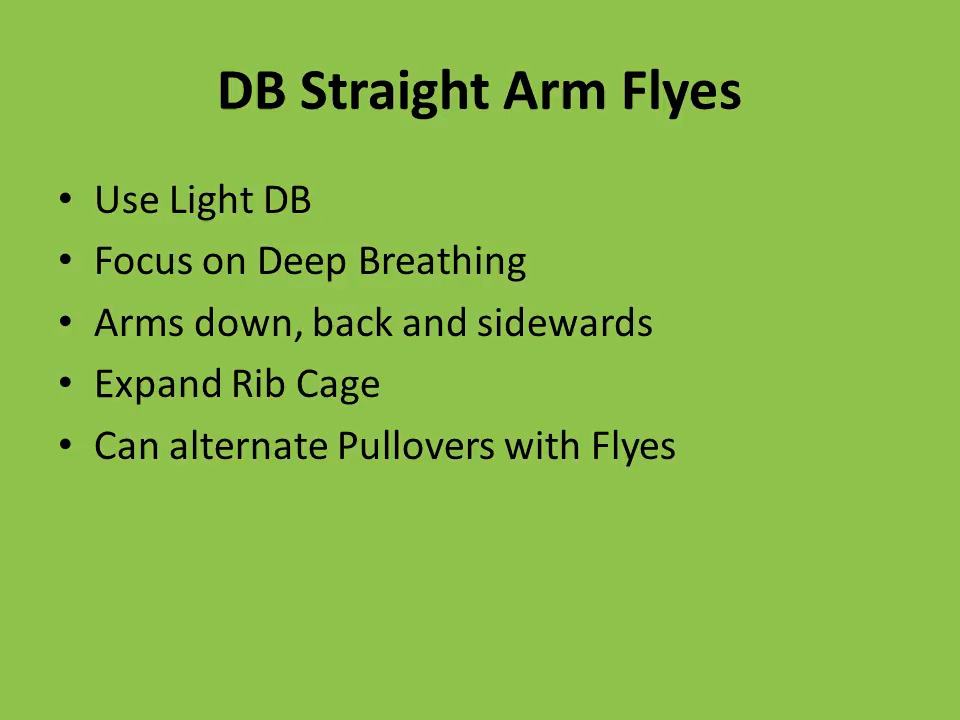 DB Straight Arm Flyes
• Use Light DB
• Focus on Deep Breathing
• Arms down, back and sidewards
• Expand Rib Cage
• Can alternate Pullovers with Flyes